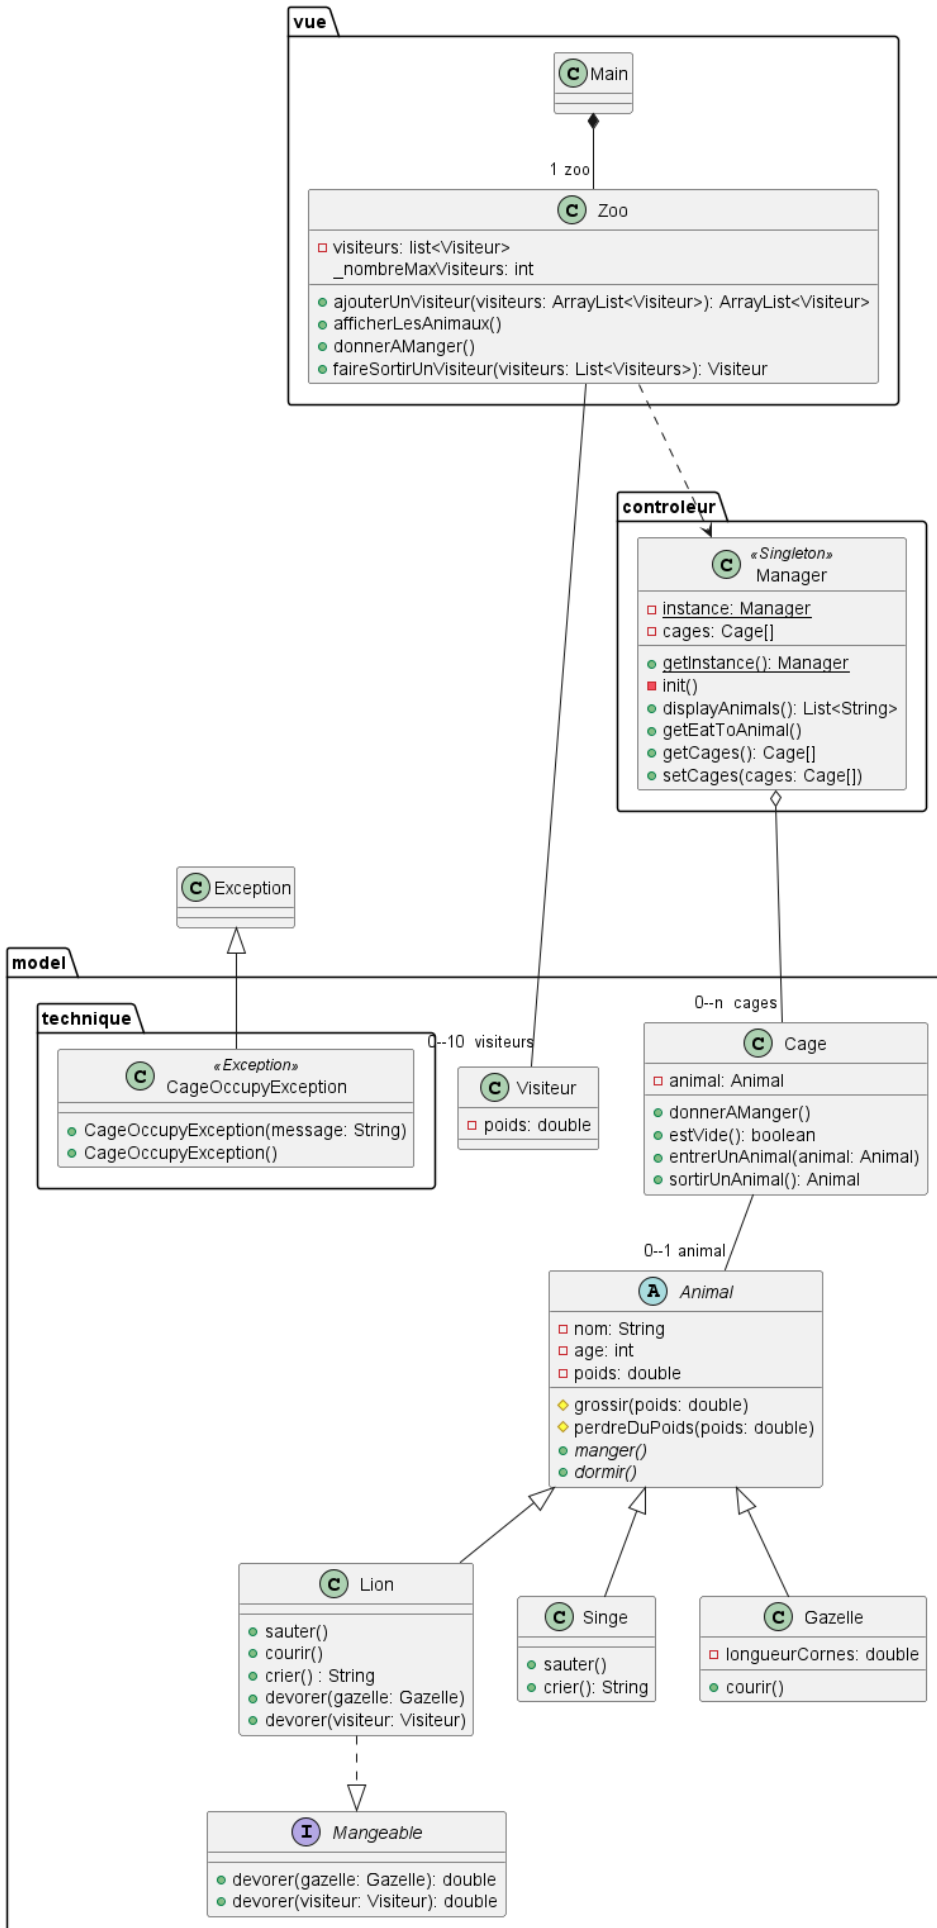 vue
C Main
1 zoo
C Zoo
visiteurs: list<Visiteur>
_nombreMaxVisiteurs: int
ajouterUnVisiteur(visiteurs: ArrayList<Visiteur>): ArrayList<Visiteur>
afficherLesAnimaux()
donnerAManger()
faireSortirUnVisiteur(visiteurs: List<Visiteurs>): Visiteur
controleur
C «Singleton»
Manager
instance: Manager
cages: Cage[]
getInstance(): Manager
init()
displayAnimals(): List<String>
getEatToAnimal()
getCages(): Cage[]
setCages(cages: Cage[])
C Exception
model
technique
C «Exception»
CageOccupyException
CageOccupyException(message: String)
CageOccupyException()
0--10 visiteurs
C Visiteur
poids: double
0--n cages
C Cage
animal: Animal
donnerAManger()
estVide(): boolean
entrerUnAnimal(animal: Animal)
sortirUnAnimal(): Animal
0--1 animal
A Animal
nom: String
age: int
poids: double
grossir(poids: double)
perdreDuPoids(poids: double)
manger()
dormir()
C Lion
sauter()
courir()
crier() : String
devorer(gazelle: Gazelle)
devorer(visiteur: Visiteur)
C Singe
sauter()
crier(): String
C Gazelle
longueurCornes: double
courir()
I Mangeable
devorer(gazelle: Gazelle): double
devorer(visiteur: Visiteur): double